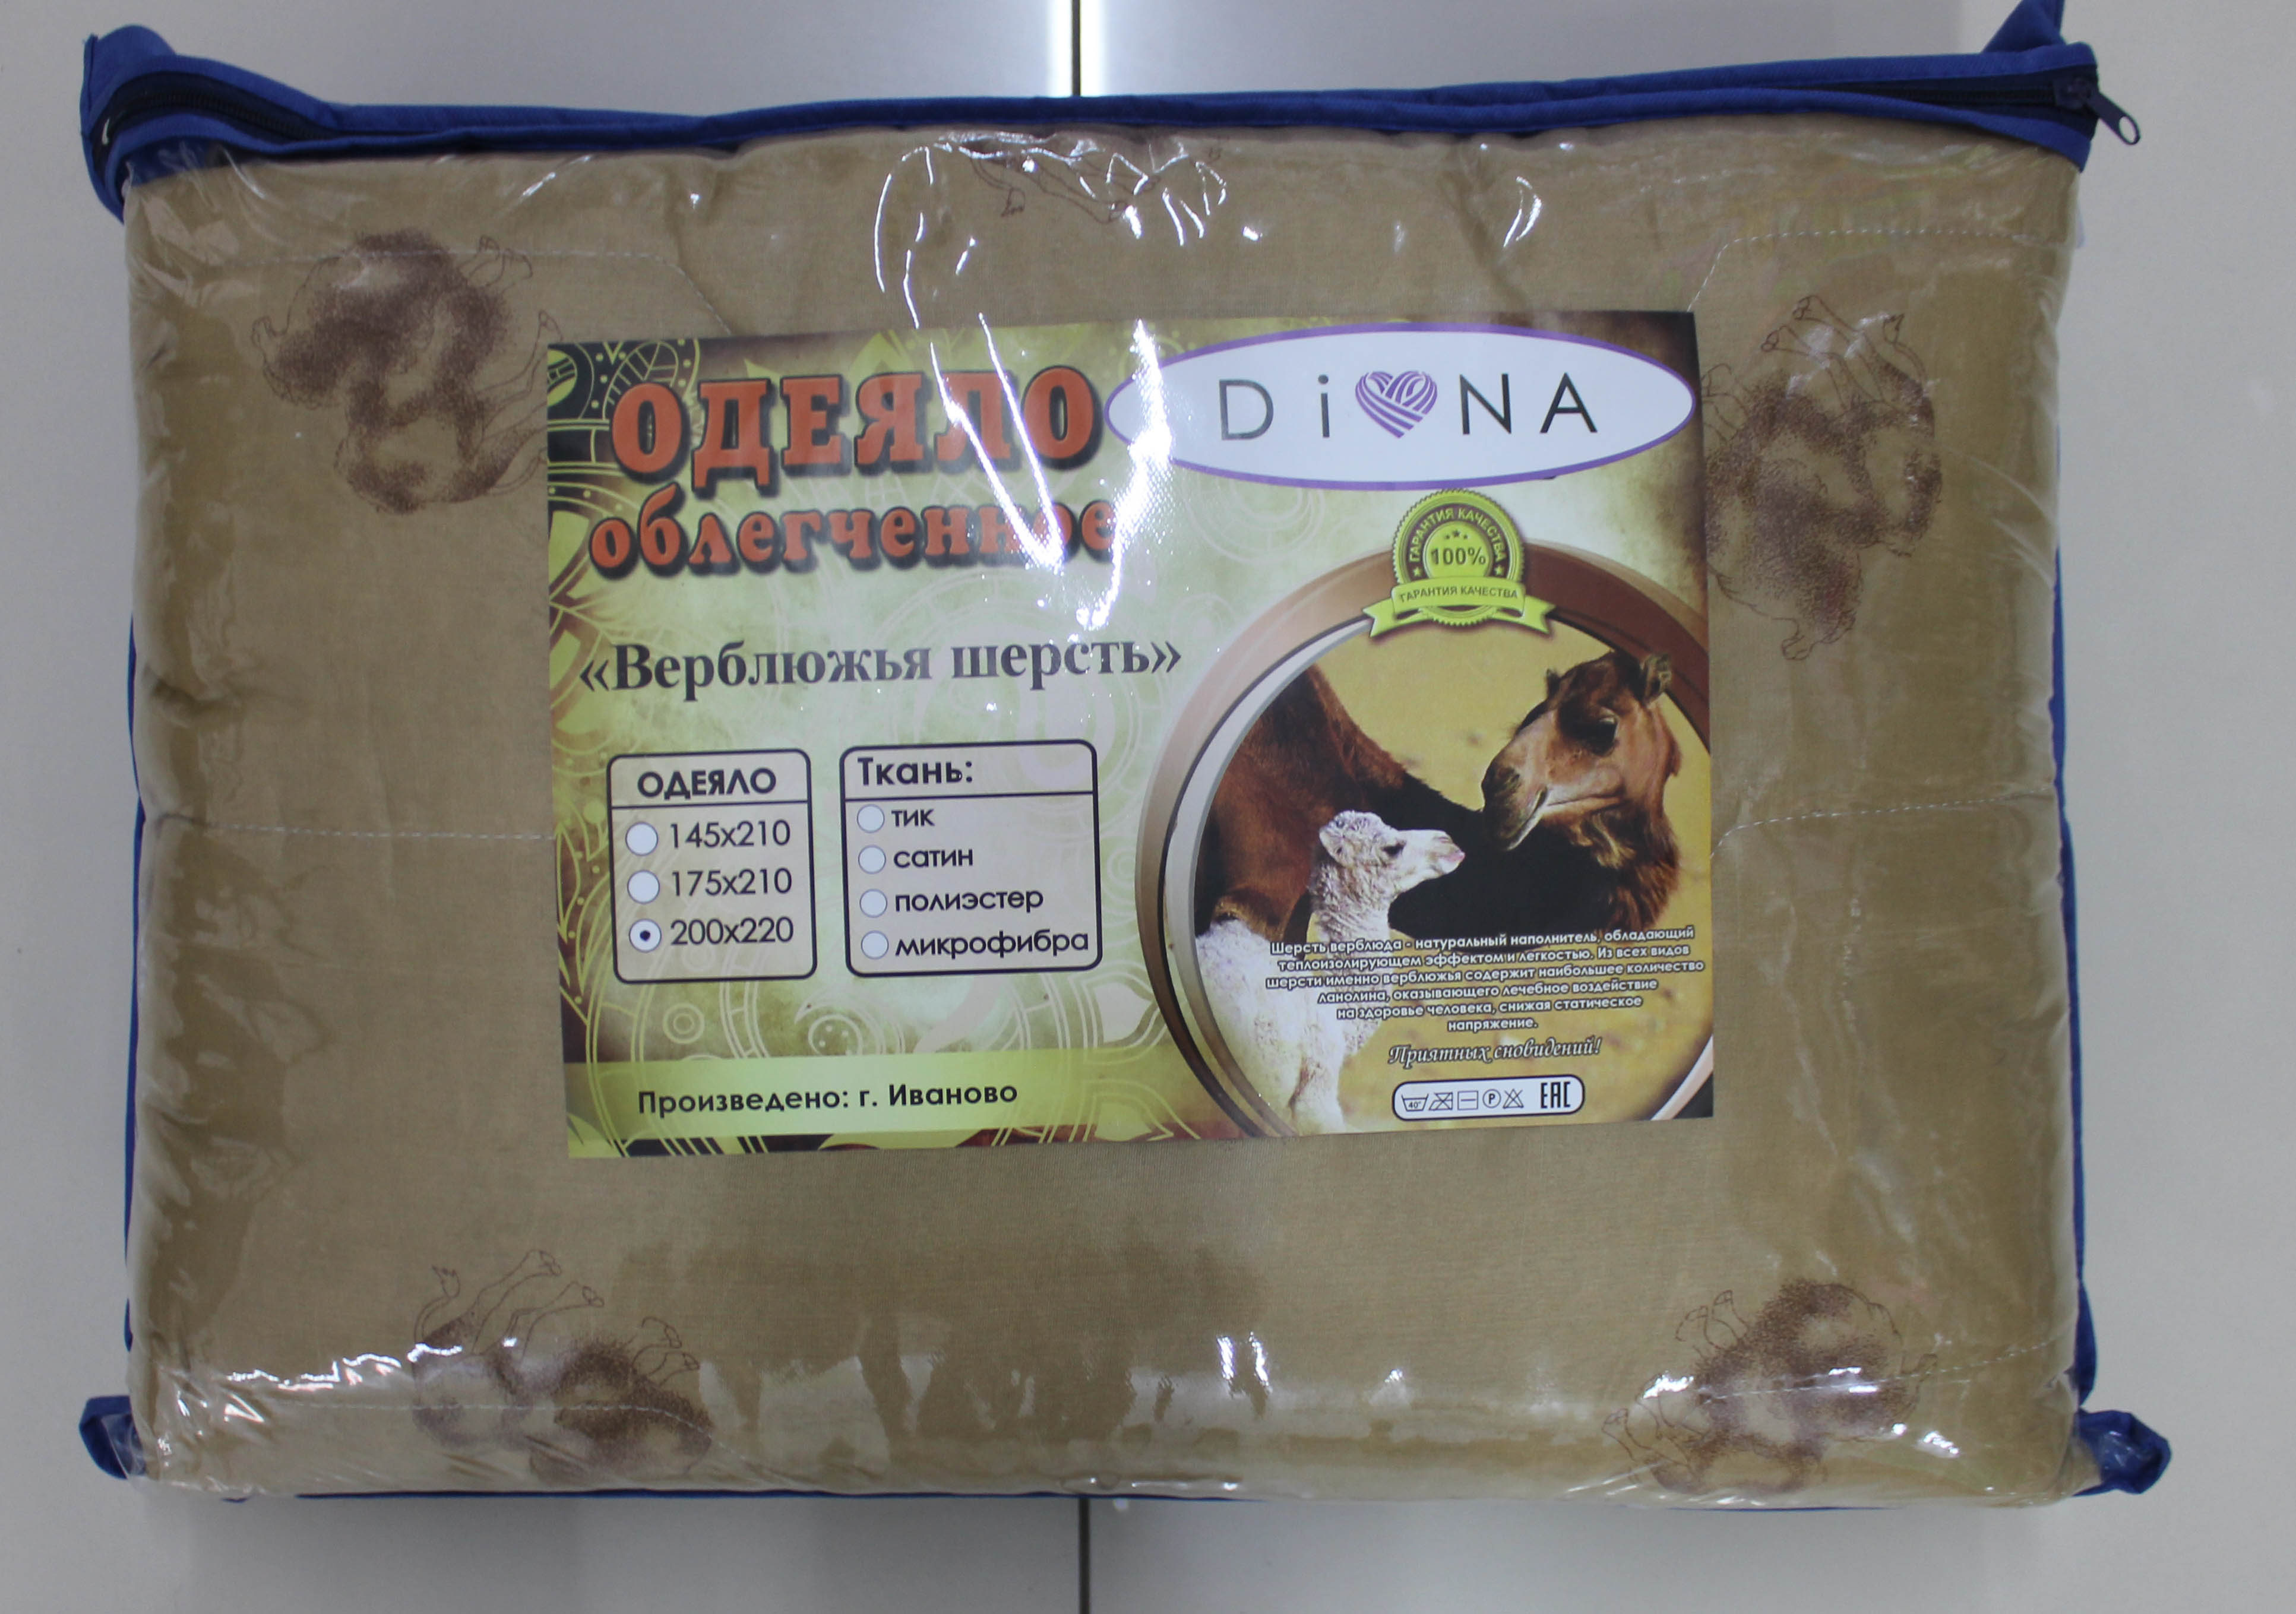 ОДЕЯЛО
облегченное
DiNA
ГАРАНТИЯ КАЧЕСТВА
100%
ГАРАНТИЯ КАЧЕСТВА
«Верблюжья шерсть»
ОДЕЯЛО
145х210
175х210
200х220
Ткань:
тик
сатин
полиэстер
микрофибра
Шерсть верблюда - натуральный наполнитель, обладающий
теплоизолирующем эффектом и легкостью. Из всех видов
шерсти именно верблюжья содержит наибольшее количество
ланолина, оказывающего лечебное воздействие
на здоровье человека, снижая статическое
напряжение.
Приятных сновидений!
40°
P
EAC
Произведено: г. Иваново